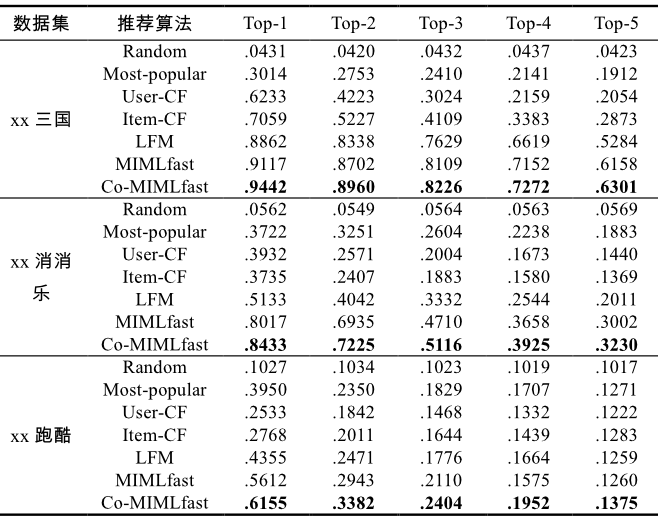 数据集 推荐算法 Top-1 Top-2 Top-3 Top-4 Top-5
Random .0431 .0420 .0432 .0437 .0423
Most-popular .3014 .2753 .2410 .2141 .1912
User-CF .6233 .4223 .3024 .2159 .2054
xx 三国 Item-CF .7059 .5227 .4109 .3383 .2873
LFM .8862 .8338 .7629 .6619 .5284
MIMLfast .9117 .8702 .8109 .7152 .6158
Co-MIMLfast .9442 .8960 .8226 .7272 .6301
Random .0562 .0549 .0564 .0563 .0569
Most-popular .3722 .3251 .2604 .2238 .1883
xx 消消 User-CF .3932 .2571 .2004 .1673 .1440
Item-CF .3735 .2407 .1883 .1580 .1369
乐 LFM .5133 .4042 .3332 .2544 .2011
MIMLfast .8017 .6935 .4710 .3658 .3002
Co-MIMLfast .8433 .7225 .5116 .3925 .3230
Random .1027 .1034 .1023 .1019 .1017
Most-popular .3950 .2350 .1829 .1707 .1271
User-CF .2533 .1842 .1468 .1332 .1222
xx 跑酷 Item-CF .2768 .2011 .1644 .1439 .1283
LFM .4355 .2471 .1776 .1664 .1259
MIMLfast .5612 .2943 .2110 .1575 .1260
Co-MIMLfast .6155 .3382 .2404 .1952 .1375